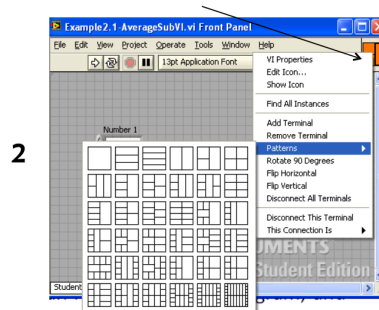 Example2.1-AverageSubVI.vi Front Panel
File Edit View Project Operate Tools Window Help
13pt Application Font
VI Properties
Edit Icon...
Show Icon
Find All Instances
Add Terminal
Remove Terminal
Patterns
Rotate 90 Degrees
Flip Horizontal
Flip Vertical
Disconnect All Terminals
Disconnect This Terminal
This Connection Is
Number 1
2
Student Edition
Student
and